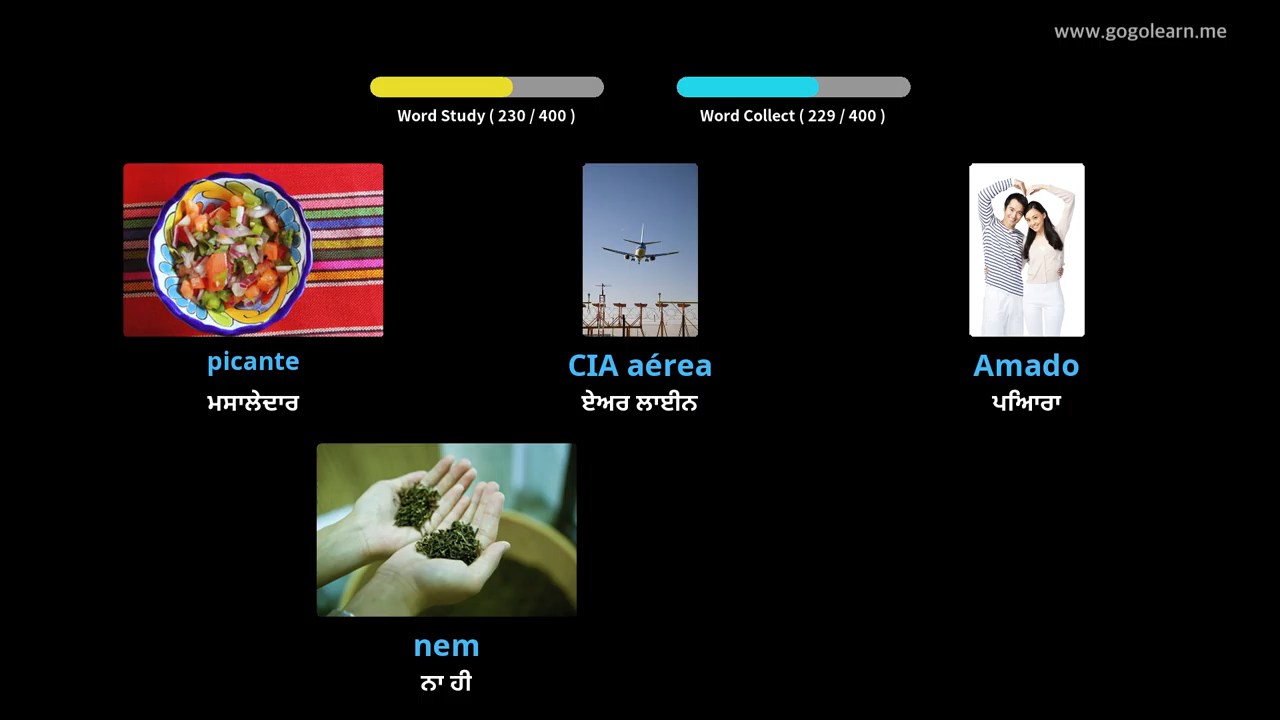 www.gogolearn.me
Word Study ( 230 / 400 )
Word Collect ( 229 / 400 )
picante
ਮਸਾਲੇਦਾਰ
CIA aérea
ਏਅਰ ਲਾਈਨ
Amado
ਪਿਆਰਾ
nem
ਨਾ ਹੀ